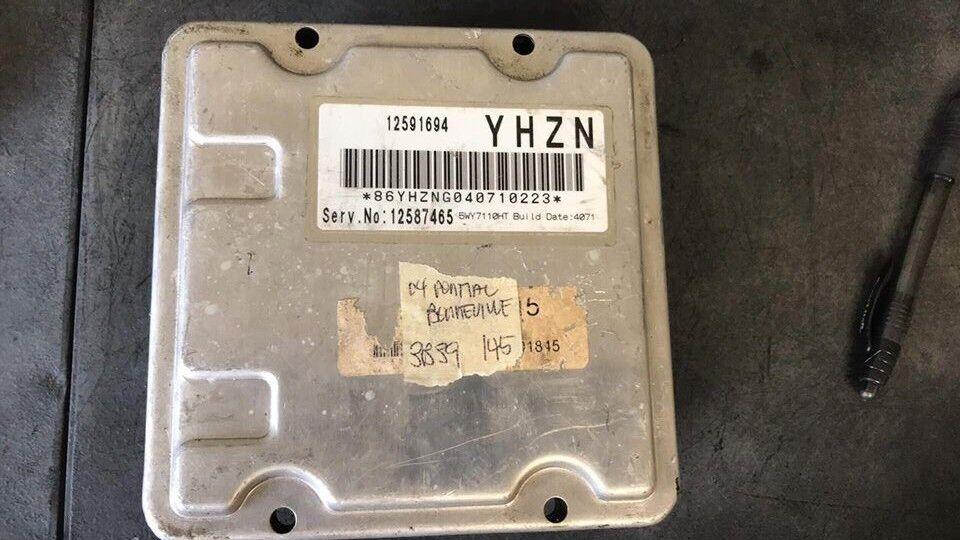 12591694 YHZN
*86YHZNG040710223*
Serv.No:12587465 5WY7110HT Build Date:4071
04 PONTIAC
BONNEVILLE
3839 145
5
1845